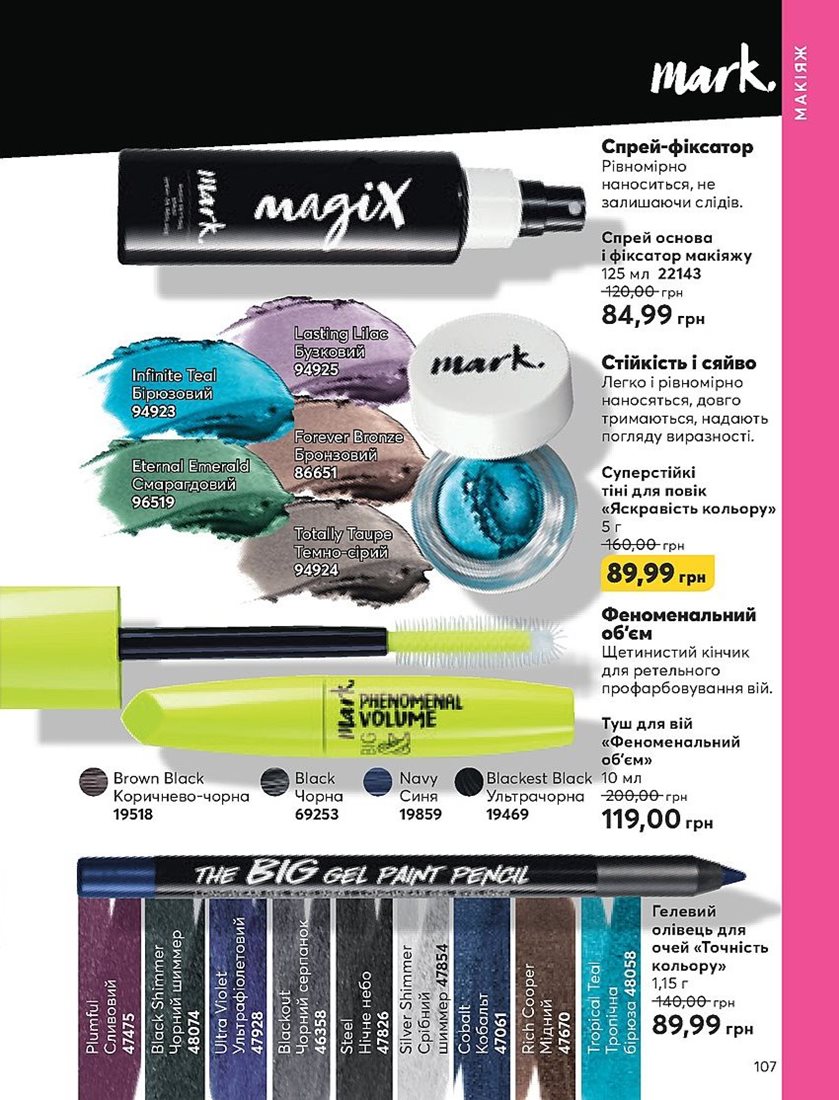 mark.
МАКІЯЖ
mark.
magix
Спрей-фіксатор
Рівномірно
наноситься, не
залишаючи слідів.
Спрей основа
і фіксатор макіяжу
125 мл 22143
120,00 грн
84,99 грн
Lasting Lilac
Бузковий
94925
Infinite Teal
Бірюзовий
94923
Forever Bronze
Бронзовий
86651
Eternal Emerald
Смарагдовий
96519
Totally Taupe
Темно-сірий
94924
mark.
Стійкість і сяйво
Легко і рівномірно
наносяться, довго
тримаються, надають
погляду виразності.
Суперстійкі
тіні для повік
«Яскравість кольору»
5 г
160,00 грн
89,99 грн
Феноменальний
об'єм
Щетинистий кінчик
для ретельного
профарбовування вій.
Туш для вій
«Феноменальний
об'єм»
10 мл
200,00 грн
119,00 грн
mark.
PHENOMENAL
VOLUME
BIG
Brown Black
Коричнево-чорна
19518
Black
Чорна
69253
Navy
Синя
19859
Blackest Black
Ультрачорна
19469
THE BIG GEL PAINT PENCIL
Plumful
Сливовий
47475
Black Shimmer
Чорний шиммер
48074
Ultra Violet
Ультрафіолетовий
47928
Blackout
Чорний серпанок
46358
Steel
Нічне небо
47826
Silver Shimmer
Срібний
шиммер 47854
Cobalt
Кобальт
47061
Rich Cooper
Мідний
47670
Tropical Teal
Тропічна
бірюза 48058
Гелевий
олівець для
очей «Точність
кольору»
1,15 г
140,00 грн
89,99 грн
107